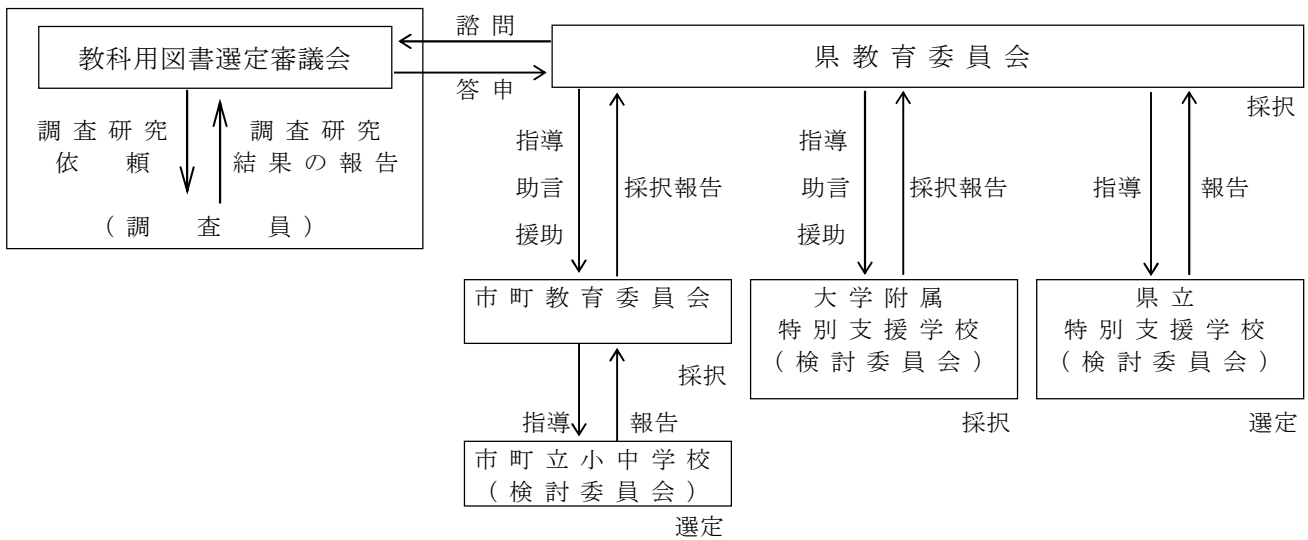 諮問
教科用図書選定審議会
県教育委員会
答申
採択
調査研究
依頼
調査研究
結果の報告
（調査員）
指導
助言
援助
採択報告
指導
助言
援助
採択報告
指導
報告
市町教育委員会
採択
大学附属
特別支援学校
（検討委員会）
採択
県立
特別支援学校
（検討委員会）
選定
指導
報告
市町立小中学校
（検討委員会）
選定